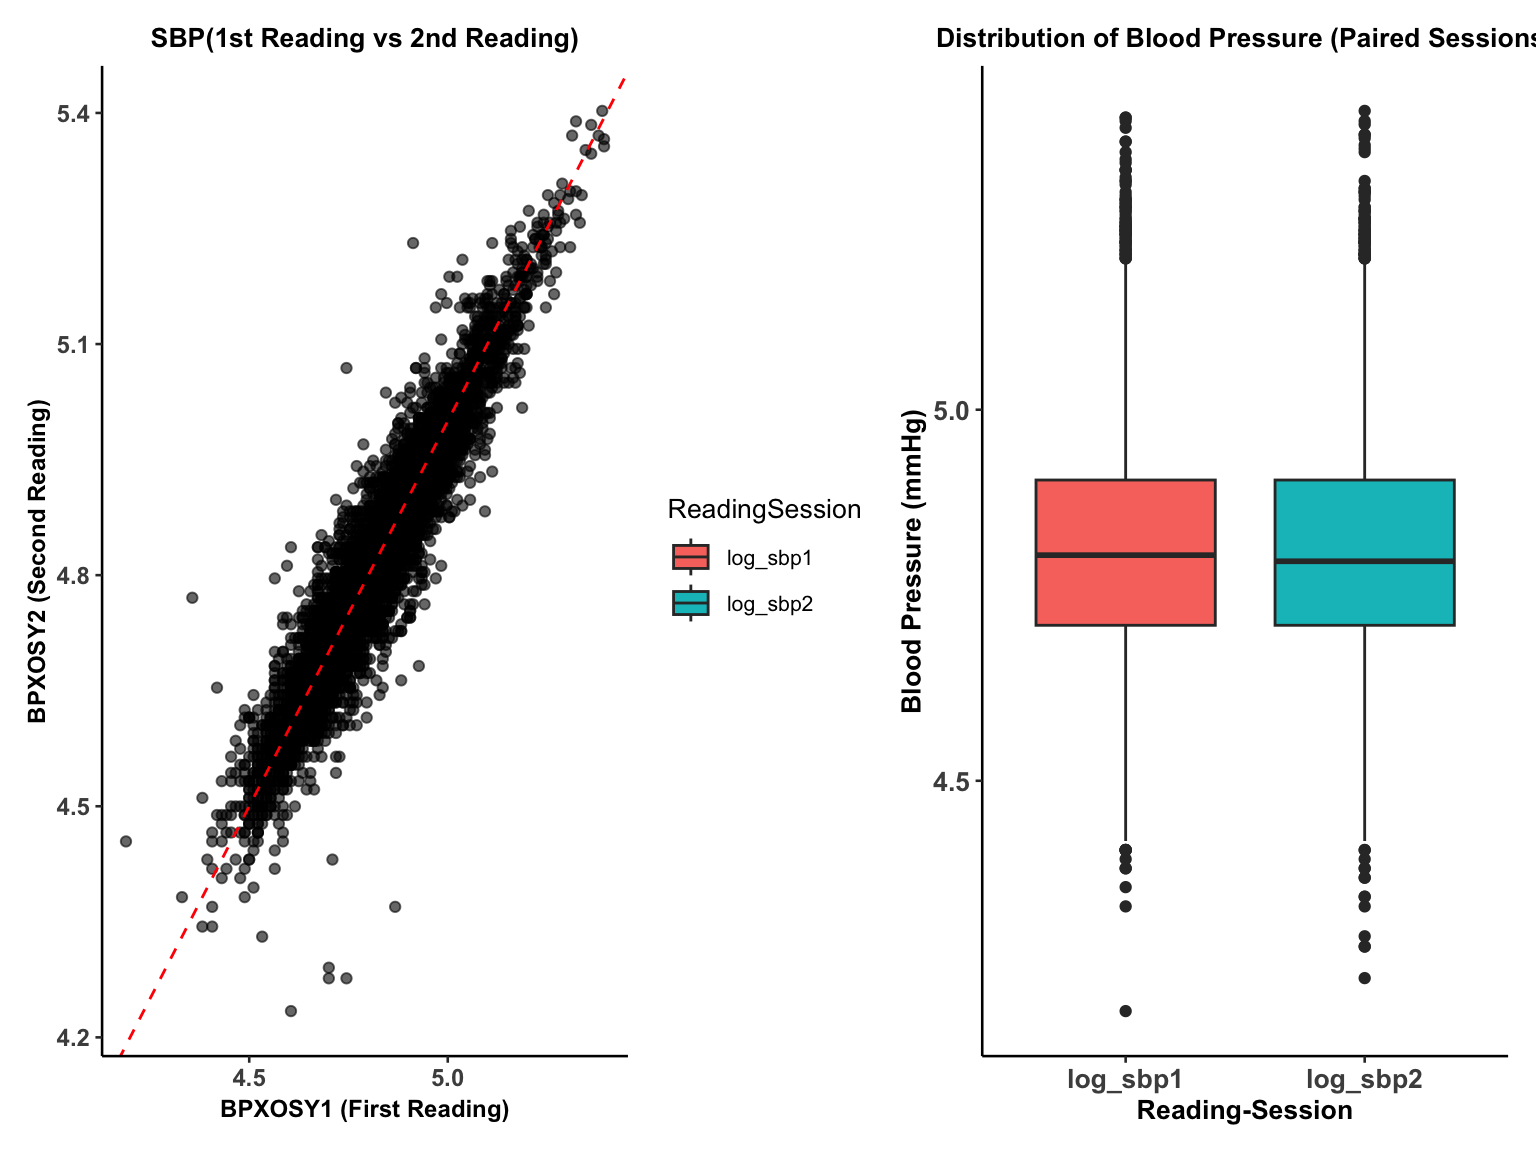 SBP(1st Reading vs 2nd Reading)
5.4
5.1
4.8
4.5
4.2
BPXOSY2 (Second Reading)
4.5 5.0
BPXOSY1 (First Reading)
ReadingSession
log_sbp1
log_sbp2
Distribution of Blood Pressure (Paired Sessions
5.0
4.5
Blood Pressure (mmHg)
log_sbp1 log_sbp2
Reading-Session